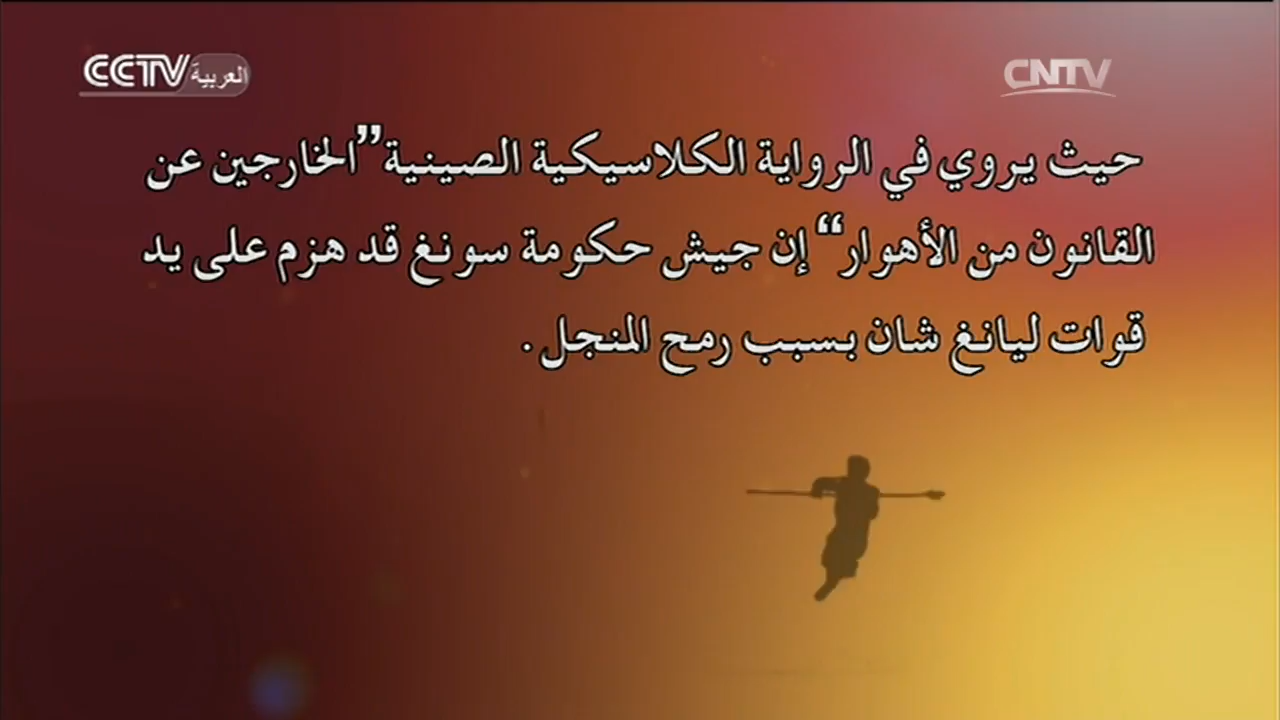 CCTV العربية
CNTV
حيث يروي في الرواية الكلاسيكية الصينية”الخارجين عن
القانون من الأهوار“ إن جيش حكومة سونغ قد هزم على يد
قوات ليانغ شان بسبب رمح المنجل.